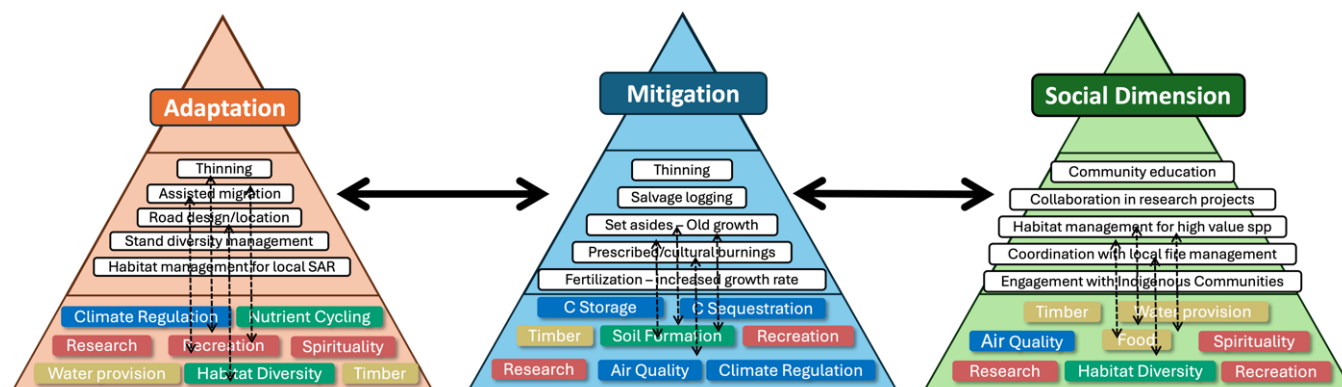 Adaptation
Thinning
Assisted migration
Road design/location
Stand diversity management
Habitat management for local SAR
Climate Regulation
Nutrient Cycling
Research
Recreation
Spirituality
Water provision
Habitat Diversity
Timber
Mitigation
Thinning
Salvage logging
Set asides – Old growth
Prescribed/cultural burnings
Fertilization – increased growth rate
C Storage
C Sequestration
Timber
Soil Formation
Recreation
Research
Air Quality
Climate Regulation
Social Dimension
Community education
Collaboration in research projects
Habitat management for high value spp
Coordination with local fire management
Engagement with Indigenous Communities
Timber
Water provision
Air Quality
Food
Spirituality
Research
Habitat Diversity
Recreation